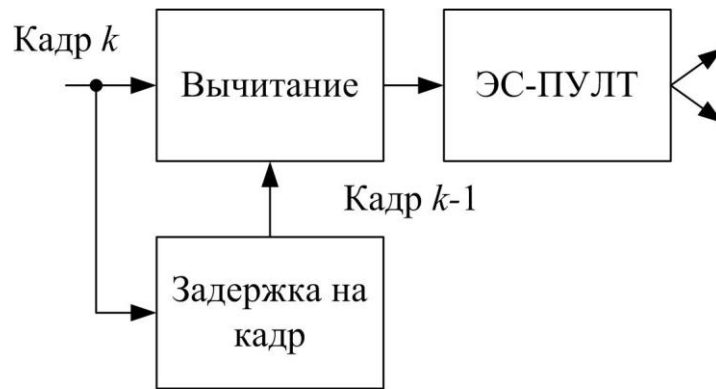 Кадр k
Вычитание
ЭС-ПУЛТ
Кадр k-1
Задержка на
кадр